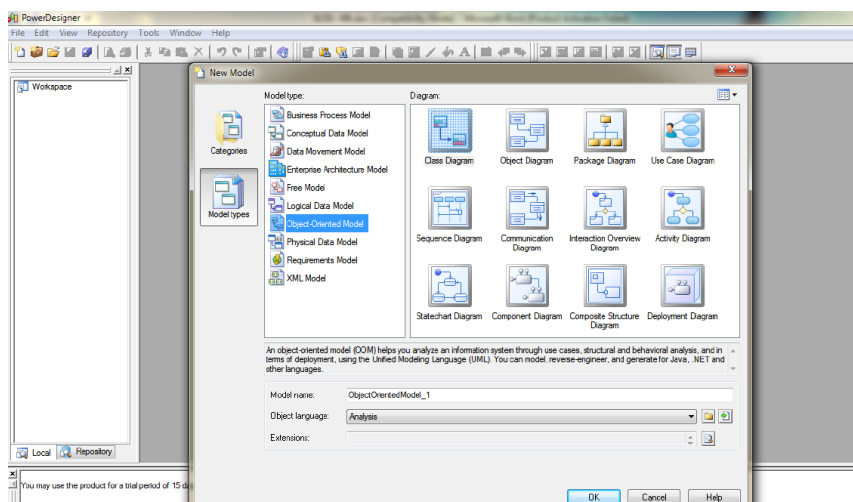 PowerDesigner
File Edit View Repository Tools Window Help
Workspace
New Model
Model type:
Diagram:
Categories
Model types
Business Process Model
Conceptual Data Model
Data Movement Model
Enterprise Architecture Model
Free Model
Logical Data Model
Object-Oriented Model
Physical Data Model
Requirements Model
XML Model
Class Diagram
Object Diagram
Package Diagram
Use Case Diagram
Sequence Diagram
Communication Diagram
Interaction Overview Diagram
Activity Diagram
Statechart Diagram
Component Diagram
Composite Structure Diagram
Deployment Diagram
An object-oriented model (OOM) helps you analyze an information system through use cases, structural and behavioral analysis, and in
terms of deployment, using the Unified Modeling Language (UML). You can model, reverse-engineer, and generate for Java, .NET and
other languages.
Model name: ObjectOrientedModel_1
Object language: Analysis
Extensions:
Local Repository
You may use the product for a trial period of 15 da
OK Cancel Help